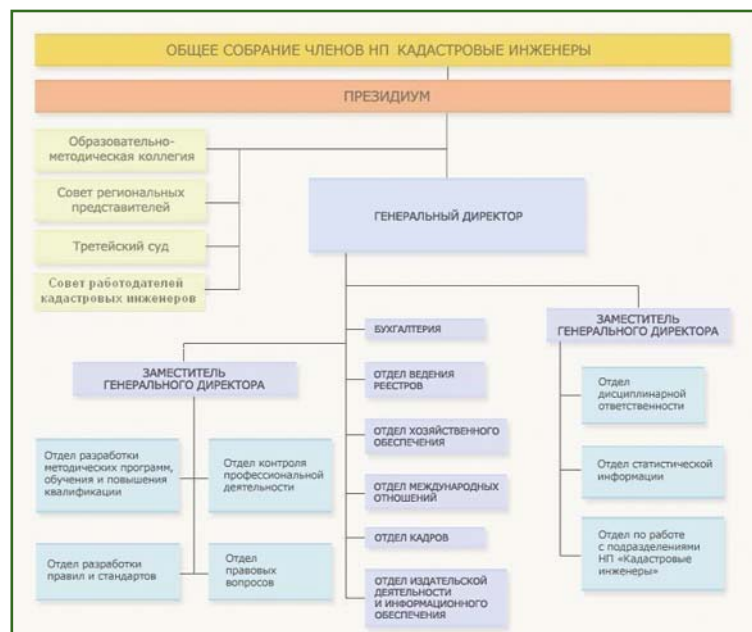 ОБЩЕЕ СОБРАНИЕ ЧЛЕНОВ НП КАДАСТРОВЫЕ ИНЖЕНЕРЫ
ПРЕЗИДИУМ
Образовательно-
методическая коллегия
Совет региональных
представителей
Третейский суд
Совет работодателей
кадастровых инженеров
ГЕНЕРАЛЬНЫЙ ДИРЕКТОР
ЗАМЕСТИТЕЛЬ
ГЕНЕРАЛЬНОГО ДИРЕКТОРА
Отдел разработки
методических программ,
обучения и повышения
квалификации
Отдел контроля
профессиональной
деятельности
Отдел разработки
правил и стандартов
Отдел
правовых
вопросов
БУХГАЛТЕРИЯ
ОТДЕЛ ВЕДЕНИЯ
РЕЕСТРОВ
ОТДЕЛ ХОЗЯЙСТВЕННОГО
ОБЕСПЕЧЕНИЯ
ОТДЕЛ МЕЖДУНАРОДНЫХ
ОТНОШЕНИЙ
ОТДЕЛ КАДРОВ
ОТДЕЛ ИЗДАТЕЛЬСКОЙ
ДЕЯТЕЛЬНОСТИ
И ИНФОРМАЦИОННОГО
ОБЕСПЕЧЕНИЯ
ЗАМЕСТИТЕЛЬ
ГЕНЕРАЛЬНОГО ДИРЕКТОРА
Отдел
дисциплинарной
ответственности
Отдел статистической
информации
Отдел по работе
с подразделениями
НП «Кадастровые
инженеры»